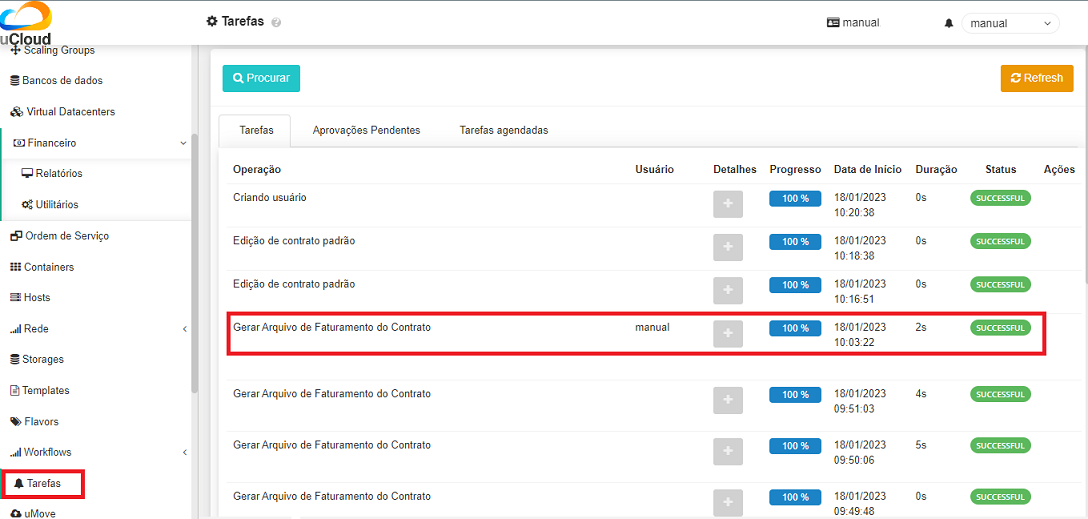 uCloud
Tarefas
manual
manual
Scaling Groups
Bancos de dados
Virtual Datacenters
Financeiro
Relatórios
Utilitários
Ordem de Serviço
Containers
Hosts
Rede
Storages
Templates
Flavors
Workflows
Tarefas
uMove
Procurar
Refresh
Tarefas Aprovações Pendentes Tarefas agendadas
Operação Usuário Detalhes Progresso Data de Início Duração Status Ações
Criando usuário 100 % 18/01/2023 0s SUCCESSFUL
10:20:38
Edição de contrato padrão 100 % 18/01/2023 0s SUCCESSFUL
10:18:38
Edição de contrato padrão 100 % 18/01/2023 0s SUCCESSFUL
10:16:51
Gerar Arquivo de Faturamento do Contrato manual 100 % 18/01/2023 2s SUCCESSFUL
10:03:22
Gerar Arquivo de Faturamento do Contrato 100 % 18/01/2023 4s SUCCESSFUL
09:51:03
Gerar Arquivo de Faturamento do Contrato 100 % 18/01/2023 5s SUCCESSFUL
09:50:06
Gerar Arquivo de Faturamento do Contrato 100 % 18/01/2023 0s SUCCESSFUL
09:49:48